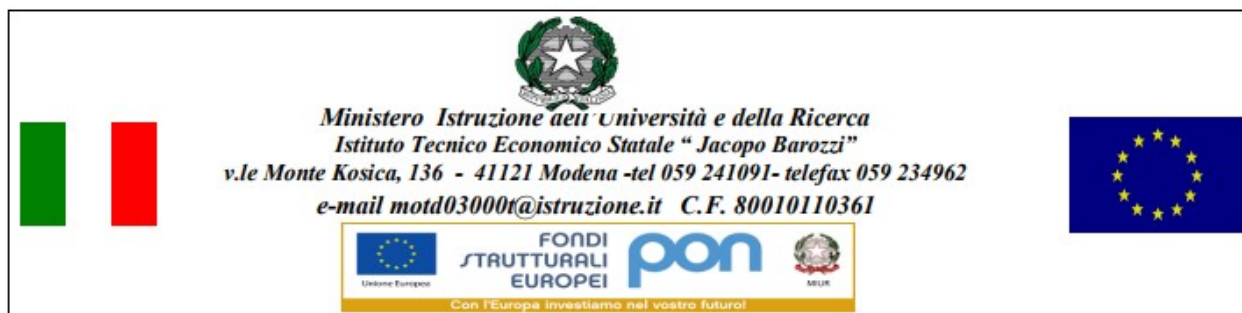 Ministero Istruzione dell'Università e della Ricerca
Istituto Tecnico Economico Statale “ Jacopo Barozzi”
v.le Monte Kosica, 136 - 41121 Modena -tel 059 241091- telefax 059 234962
e-mail motd03000t@istruzione.it C.F. 80010110361
FONDI
STRUTTURALI
EUROPEI
pon
Unione Europea
MIUR
Con l'Europa investiamo nel vostro futuro!